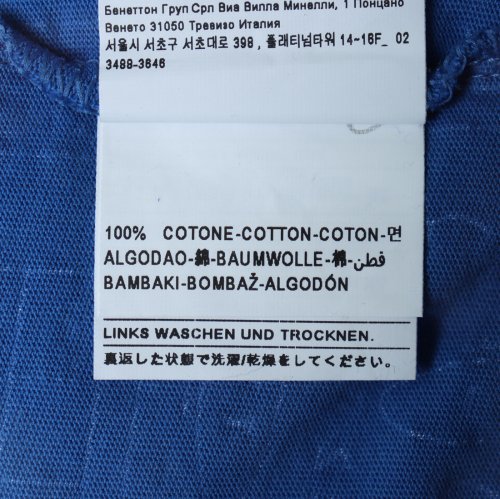 Бенеттон Груп Срл Виа Вилла Минелли, 1 Понцано
Венето 31050 Тревизо Италия
서울시 서초구 서초대로 398 , 플래티넘타워 14-16F_ 02
3483-3646
100% COTONE-COTTON-COTON-면
ALGODAO-綿-BAUMWOLLE-棉-قطن
BAMBAKI-BOMBAŽ-ALGODÓN
LINKS WASCHEN UND TROCKNEN.
裏返した状態で洗濯/乾燥をしてください。